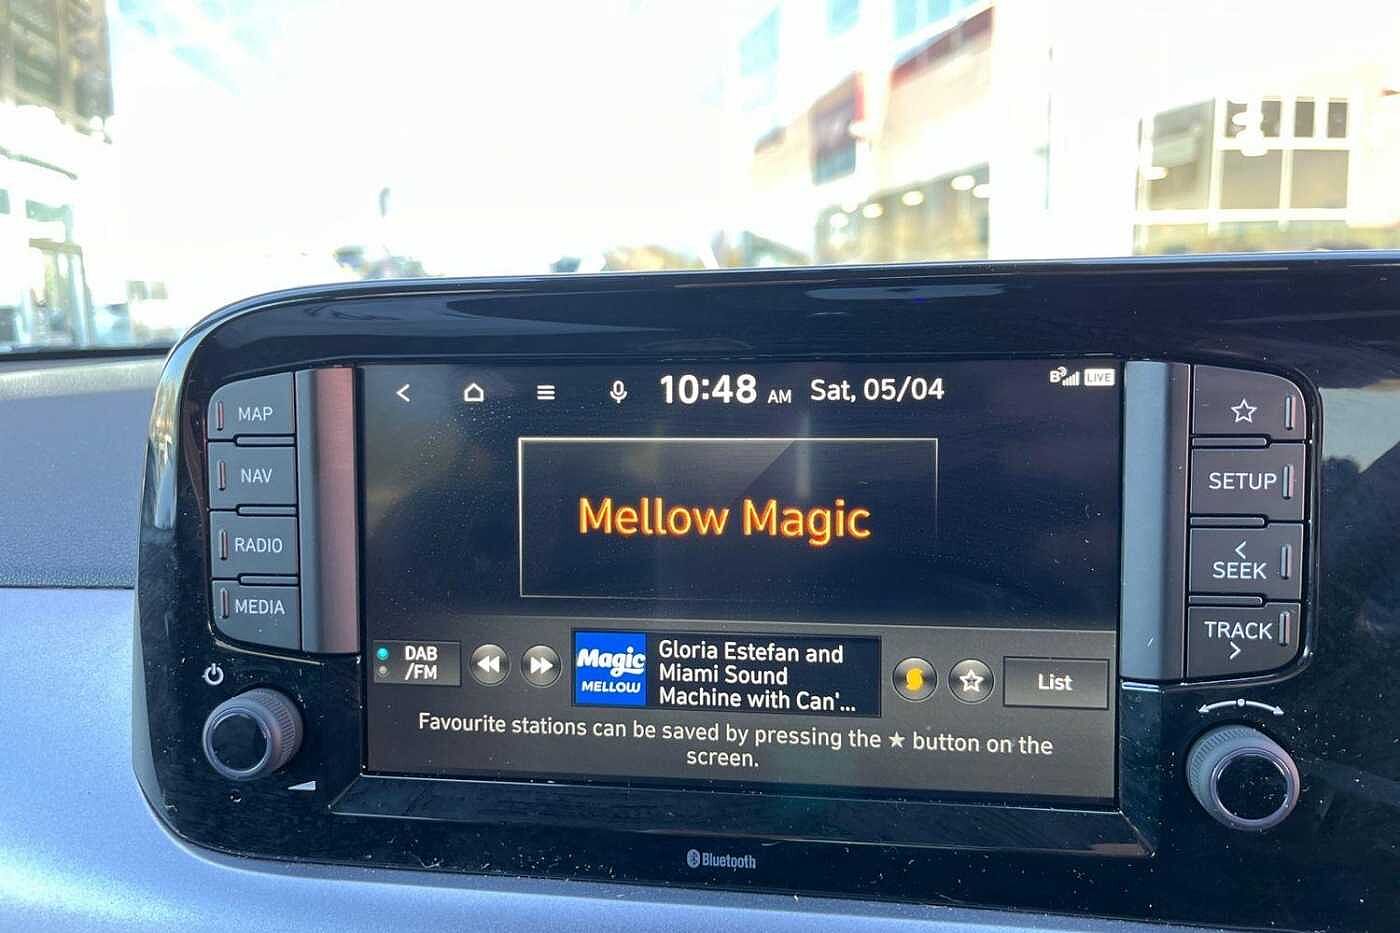 10:48 AM Sat, 05/04
B LIVE
MAP
NAV
RADIO
MEDIA
Mellow Magic
SETUP
SEEK
TRACK
DAB
/FM
Magic
MELLOW
Gloria Estefan and
Miami Sound
Machine with Can'...
List
Favourite stations can be saved by pressing the ★ button on the
screen.
Bluetooth